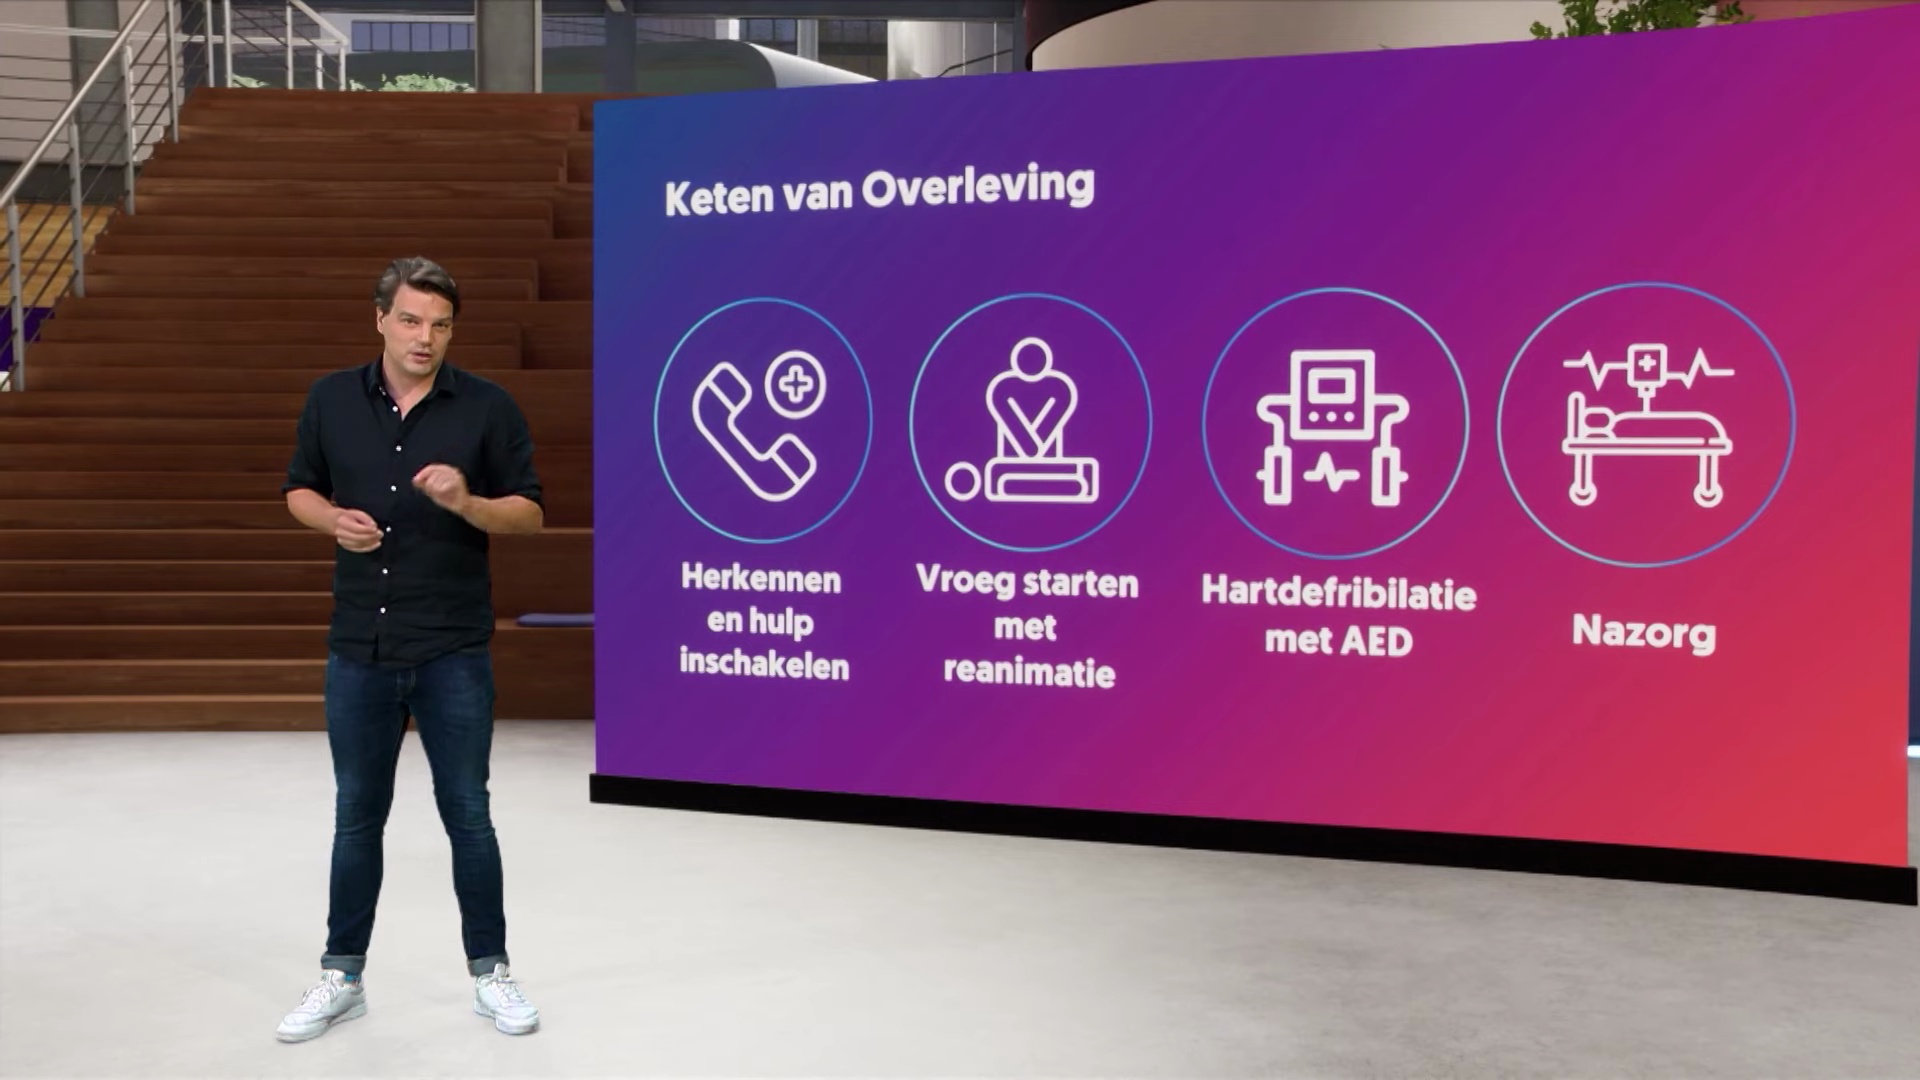 Keten van Overleving
Herkennen
en hulp
inschakelen
Vroeg starten
met
reanimatie
Hartdefribilatie
met AED
Nazorg